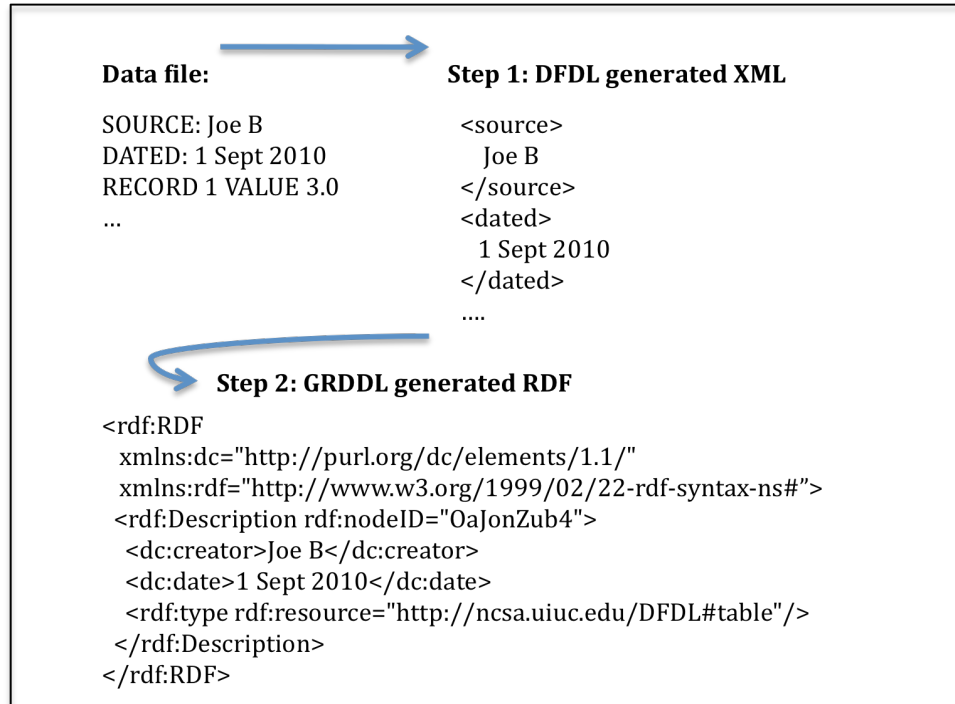 Data file:
SOURCE: Joe B
DATED: 1 Sept 2010
RECORD 1 VALUE 3.0
…
Step 1: DFDL generated XML
<source>
Joe B
</source>
<dated>
1 Sept 2010
</dated>
....
Step 2: GRDDL generated RDF
<rdf:RDF
xmlns:dc="http://purl.org/dc/elements/1.1/"
xmlns:rdf="http://www.w3.org/1999/02/22-rdf-syntax-ns#”>
<rdf:Description rdf:nodeID="OaJonZub4">
<dc:creator>Joe B</dc:creator>
<dc:date>1 Sept 2010</dc:date>
<rdf:type rdf:resource="http://ncsa.uiuc.edu/DFDL#table"/>
</rdf:Description>
</rdf:RDF>